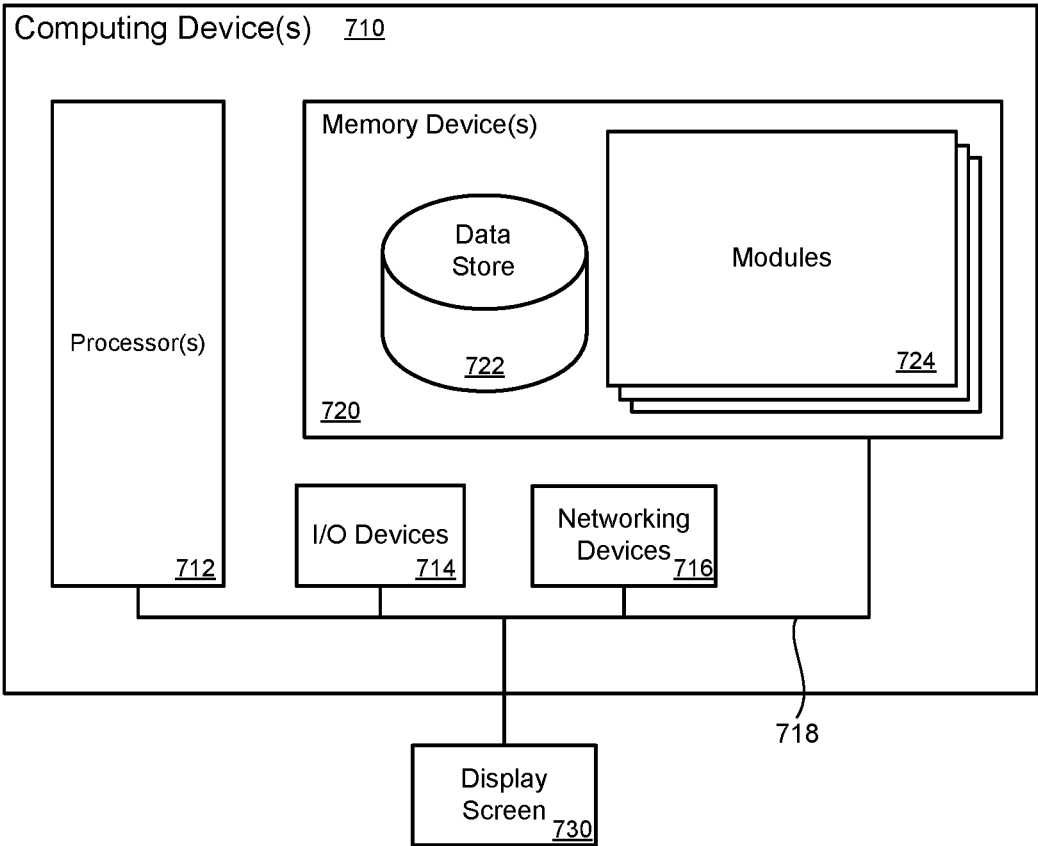 Computing Device(s) 710
Memory Device(s)
Data
Store
722
Modules
724
720
Processor(s)
712
I/O Devices
714
Networking
Devices
716
718
Display
Screen
730